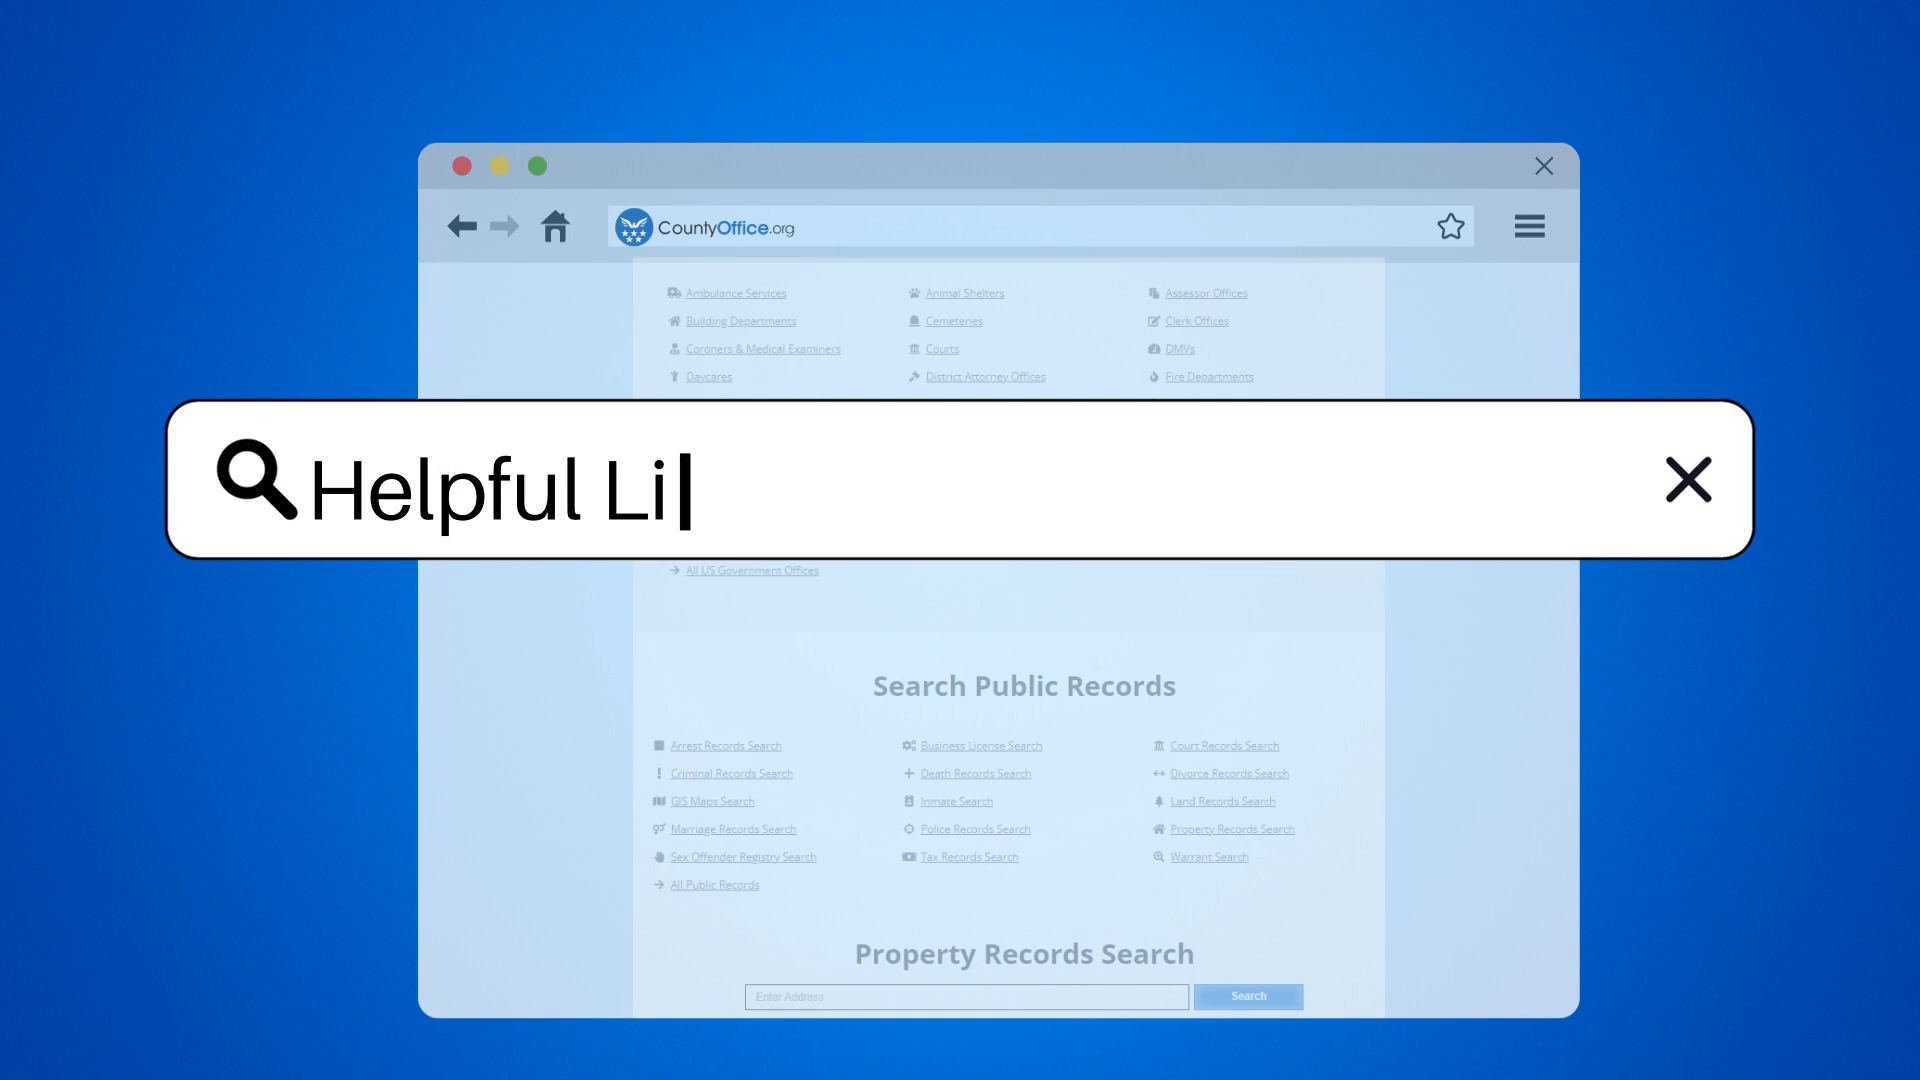 CountyOffice.org
Ambulance Services Animal Shelters Assessor Offices
Building Departments Cemeteries Clerk Offices
Coroners & Medical Examiners Courts DMVs
Daycares District Attorney Offices Fire Departments
Helpful Li
All US Government Offices
Search Public Records
Arrest Records Search Business License Search Court Records Search
Criminal Records Search Death Records Search Divorce Records Search
GIS Maps Search Inmate Search Land Records Search
Marriage Records Search Police Records Search Property Records Search
Sex Offender Registry Search Tax Records Search Warrant Search
All Public Records
Property Records Search
Enter Address Search